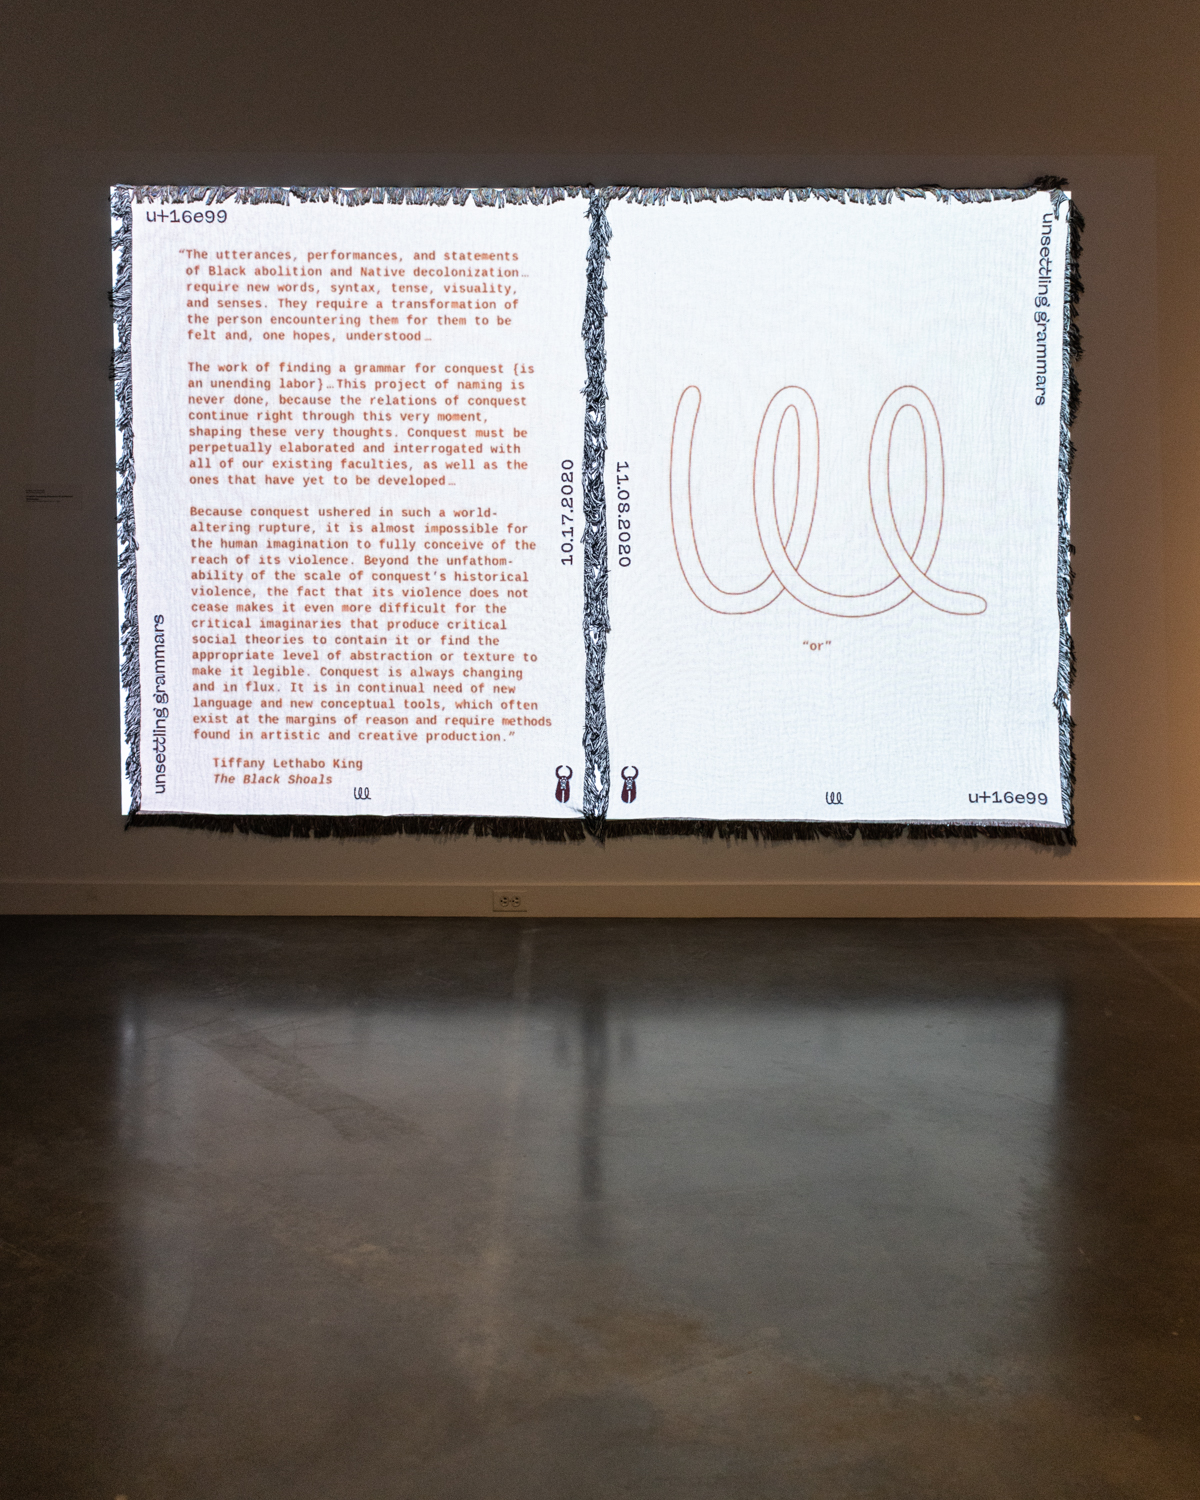 u+16e99
“The utterances, performances, and statements
of Black abolition and Native decolonization…
require new words, syntax, tense, visuality,
and senses. They require a transformation of
the person encountering them for them to be
felt and, one hopes, understood…
The work of finding a grammar for conquest {is
an unending labor}…This project of naming is
never done, because the relations of conquest
continue right through this very moment,
shaping these very thoughts. Conquest must be
perpetually elaborated and interrogated with
all of our existing faculties, as well as the
ones that have yet to be developed…
Because conquest ushered in such a world-
altering rupture, it is almost impossible for
the human imagination to fully conceive of the
reach of its violence. Beyond the unfathom-
ability of the scale of conquest's historical
violence, the fact that its violence does not
cease makes it even more difficult for the
critical imaginaries that produce critical
social theories to contain it or find the
appropriate level of abstraction or texture to
make it legible. Conquest is always changing
and in flux. It is in continual need of new
language and new conceptual tools, which often
exist at the margins of reason and require methods
found in artistic and creative production.”
Tiffany Lethabo King
The Black Shoals
unsettling grammars
10.17.2020
11.08.2020
unsettling grammars
“or”
u+16e99